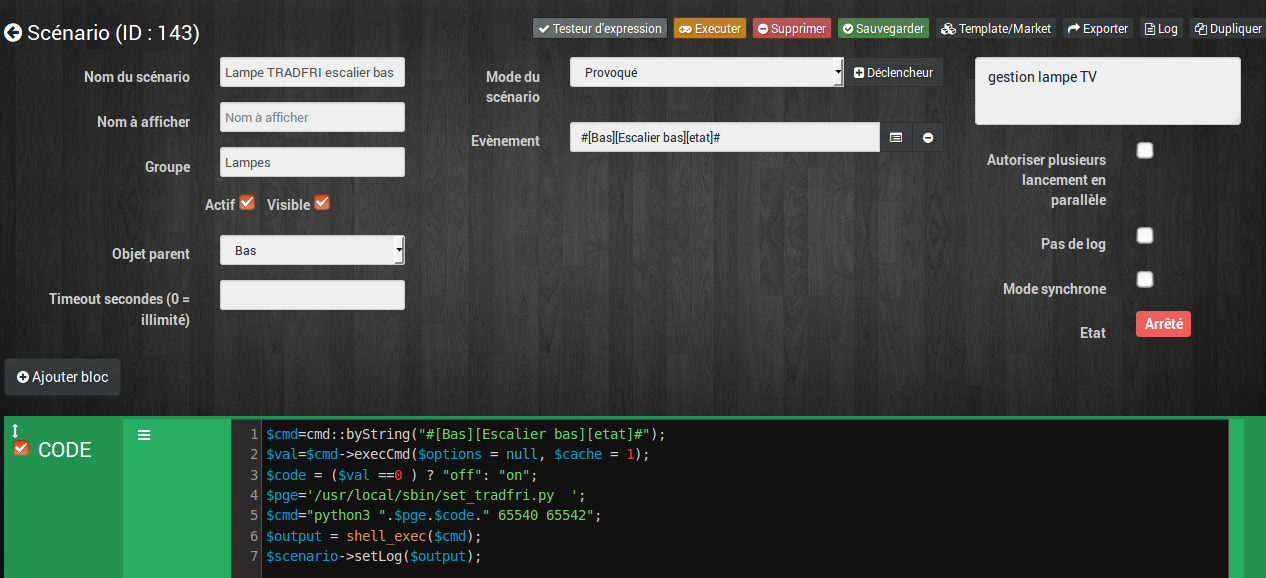 Scénario (ID : 143)
Testeur d'expression
Executer
Supprimer
Sauvegarder
Template/Market
Exporter
Log
Dupliquer
Nom du scénario
Lampe TRADFRI escalier bas
Nom à afficher
Nom à afficher
Groupe
Lampes
Actif
Visible
Objet parent
Bas
Timeout secondes (0 =
illimité)
Mode du
scénario
Provoqué
Déclencheur
Evènement
#[Bas][Escalier bas][etat]#
gestion lampe TV
Autoriser plusieurs
lancement en
parallèle
Pas de log
Mode synchrone
Etat
Arrêté
Ajouter bloc
CODE
1 $cmd=cmd::byString("#[Bas][Escalier bas][etat]#");
2 $val=$cmd->execCmd($options = null, $cache = 1);
3 $code = ($val ==0 ) ? "off": "on";
4 $pge='/usr/local/sbin/set_tradfri.py  ';
5 $cmd="python3 ".$pge.$code." 65540 65542";
6 $output = shell_exec($cmd);
7 $scenario->setLog($output);